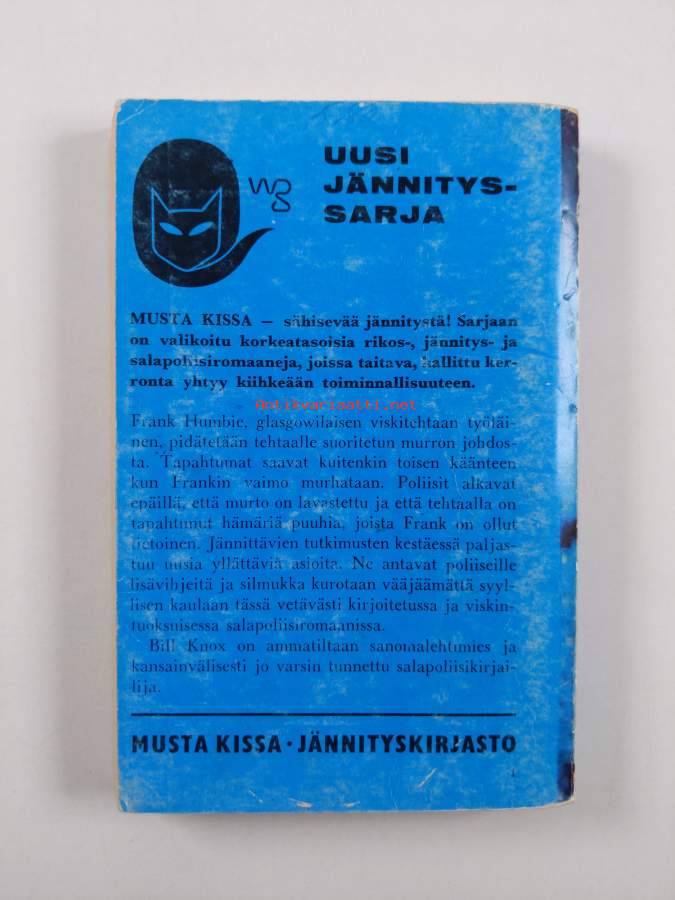 UUSI
JÄNNITYS-
SARJA
WS
MUSTA KISSA — sähisevää jännitystä! Sarjaan
on valikoitu korkeatasoisia rikos-, jännitys- ja
salapoliisiromaaneja, joissa taitava, hallittu ker-
ronta yhtyy kiihkeään toiminnallisuuteen.
Antikvariaatti.net
Frank Humbie, glasgowilaisen viskitehtaan työläi-
nen, pidätetään tehtaalle suoritetun murron johdos-
ta. Tapahtumat saavat kuitenkin toisen käänteen
kun Frankin vaimo murhataan. Poliisit alkavat
epäillä, että murto on lavastettu ja että tehtaalla on
tapahtunut hämäriä puuhia, joista Frank on ollut
tietoinen. Jännittävien tutkimusten kestäessä paljas-
tuu uusia yllättäviä asioita. Ne antavat poliiseille
lisävihjeitä ja silmukka kurotaan vääjäämättä syyl-
lisen kaulaan tässä vetävästi kirjoitetussa ja viskin-
tuoksuisessa salapoliisiromaanissa.
Bill Knox on ammatiltaan sanomalehtimies ja
kansainvälisesti jo varsin tunnettu salapoliisikirjai-
lija.
MUSTA KISSA • JÄNNITYSKIRJASTO
1